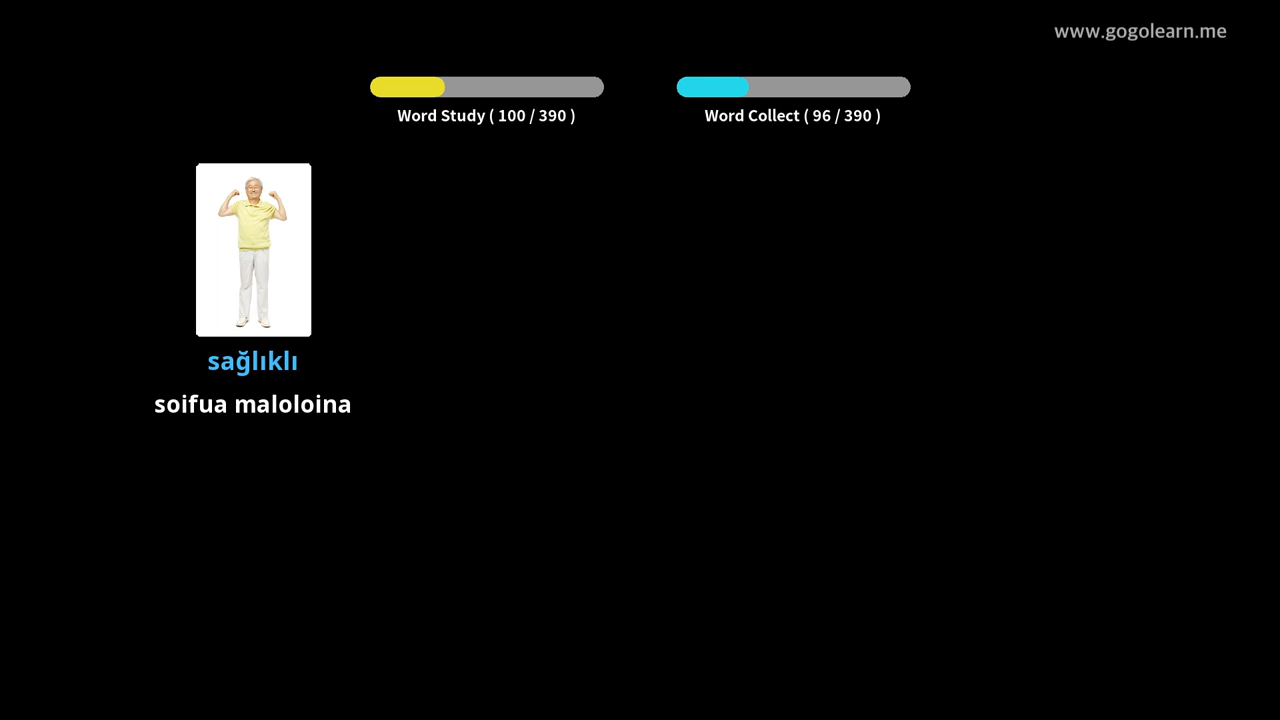 www.gogolearn.me
Word Study ( 100 / 390 )
Word Collect ( 96 / 390 )
sağlıklı
soifua maloloina